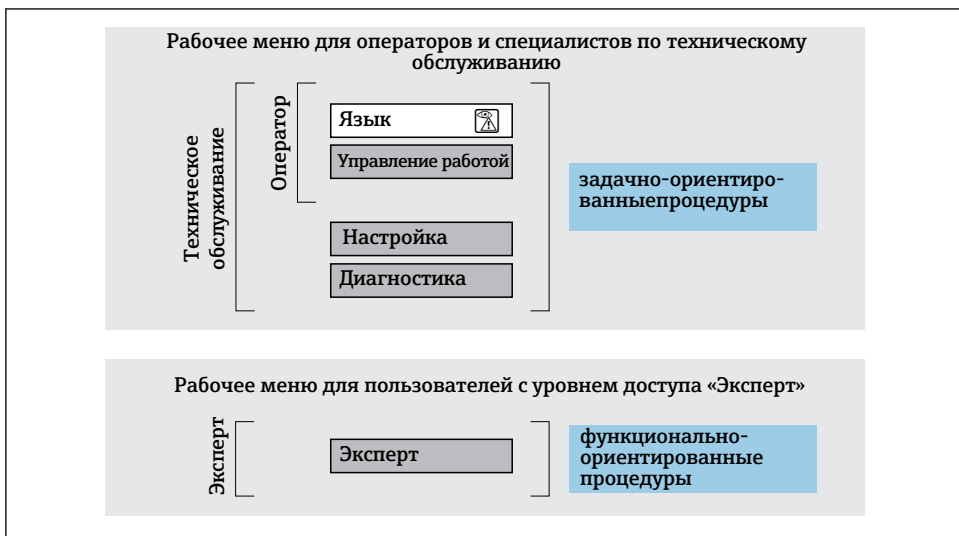 Рабочее меню для операторов и специалистов по техническому
обслуживанию
Техническое
обслуживание
Оператор
Язык
Управление работой
Настройка
Диагностика
задачно-ориентиро-
ванныепроцедуры
Рабочее меню для пользователей с уровнем доступа «Эксперт»
Эксперт
Эксперт
функционально-
ориентированные
процедуры